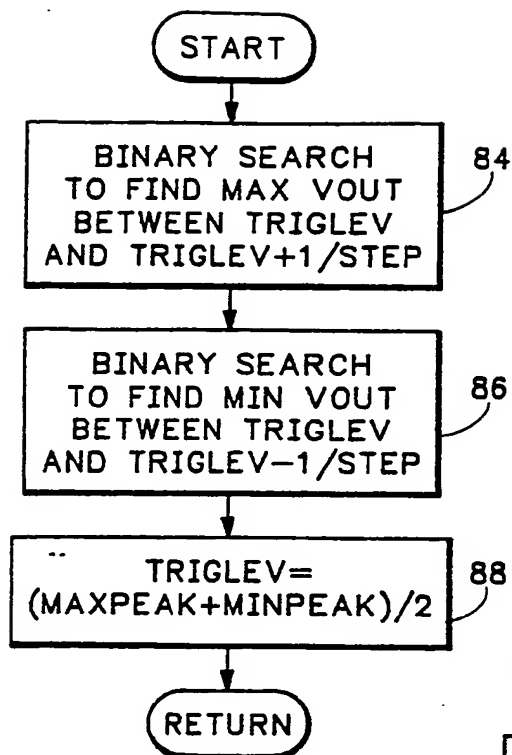 START
BINARY SEARCH
TO FIND MAX VOUT
BETWEEN TRIGLEV
AND TRIGLEV+1/STEP
84
BINARY SEARCH
TO FIND MIN VOUT
BETWEEN TRIGLEV
AND TRIGLEV-1/STEP
86
TRIGLEV=
(MAXPEAK+MINPEAK)/2
88
RETURN